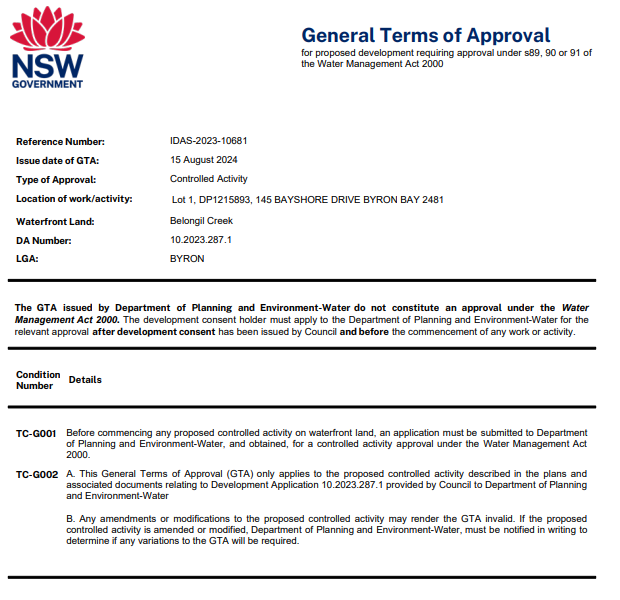 NSW
GOVERNMENT
General Terms of Approval
for proposed development requiring approval under s89, 90 or 91 of
the Water Management Act 2000
Reference Number: IDAS-2023-10681
Issue date of GTA: 15 August 2024
Type of Approval: Controlled Activity
Location of work/activity: Lot 1, DP1215893, 145 BAYSHORE DRIVE BYRON BAY 2481
Waterfront Land: Belongil Creek
DA Number: 10.2023.287.1
LGA: BYRON
The GTA issued by Department of Planning and Environment-Water do not constitute an approval under the Water
Management Act 2000. The development consent holder must apply to the Department of Planning and Environment-Water for the
relevant approval after development consent has been issued by Council and before the commencement of any work or activity.
Condition
Number Details
TC-G001 Before commencing any proposed controlled activity on waterfront land, an application must be submitted to Department
of Planning and Environment-Water, and obtained, for a controlled activity approval under the Water Management Act
2000.
TC-G002 A. This General Terms of Approval (GTA) only applies to the proposed controlled activity described in the plans and
associated documents relating to Development Application 10.2023.287.1 provided by Council to Department of Planning
and Environment-Water
B. Any amendments or modifications to the proposed controlled activity may render the GTA invalid. If the proposed
controlled activity is amended or modified, Department of Planning and Environment-Water, must be notified in writing to
determine if any variations to the GTA will be required.